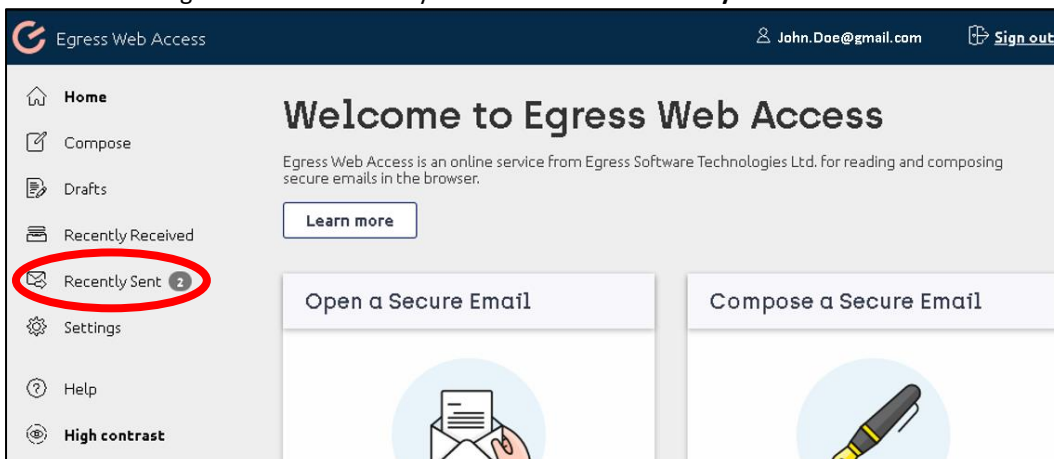 Egress Web Access
John.Doe@gmail.com
Sign out
Home
Compose
Drafts
Recently Received
Recently Sent 2
Settings
Help
High contrast
Welcome to Egress Web Access
Egress Web Access is an online service from Egress Software Technologies Ltd. for reading and composing
secure emails in the browser.
Learn more
Open a Secure Email
Compose a Secure Email